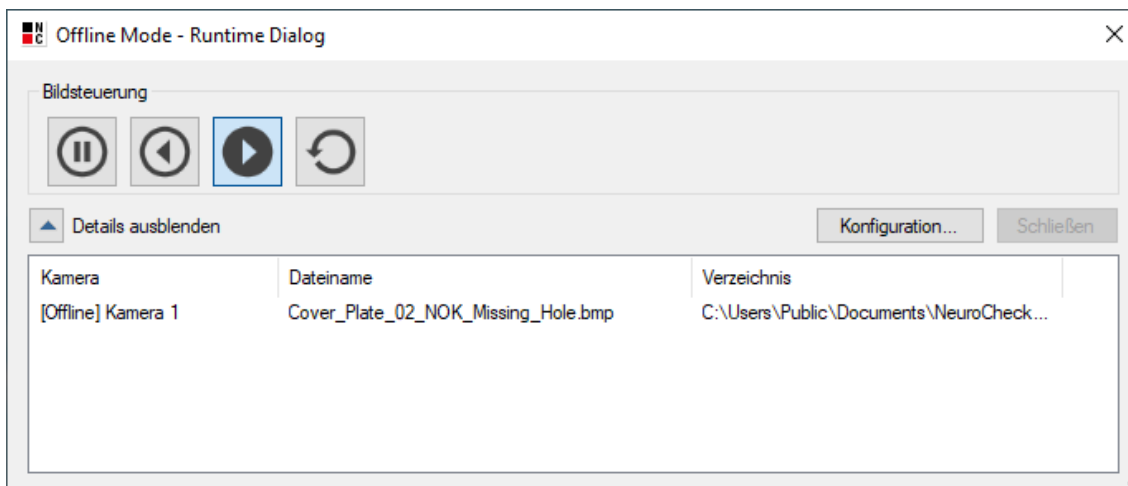 NC Offline Mode - Runtime Dialog
Bildsteuerung
Details ausblenden Konfiguration... Schließen
Kamera Dateiname Verzeichnis
[Offline] Kamera 1 Cover_Plate_02_NOK_Missing_Hole.bmp C:\Users\Public\Documents\NeuroCheck...